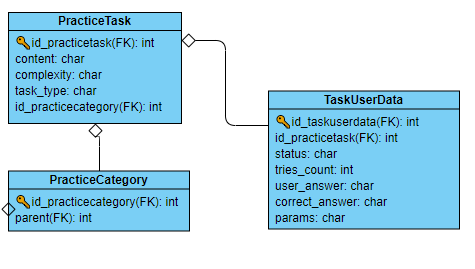 PracticeTask
id_practicetask(FK): int
content: char
complexity: char
task_type: char
id_practicecategory(FK): int
TaskUserData
id_taskuserdata(FK): int
id_practicetask(FK): int
status: char
tries_count: int
user_answer: char
correct_answer: char
params: char
PracticeCategory
id_practicecategory(FK): int
parent(FK): int